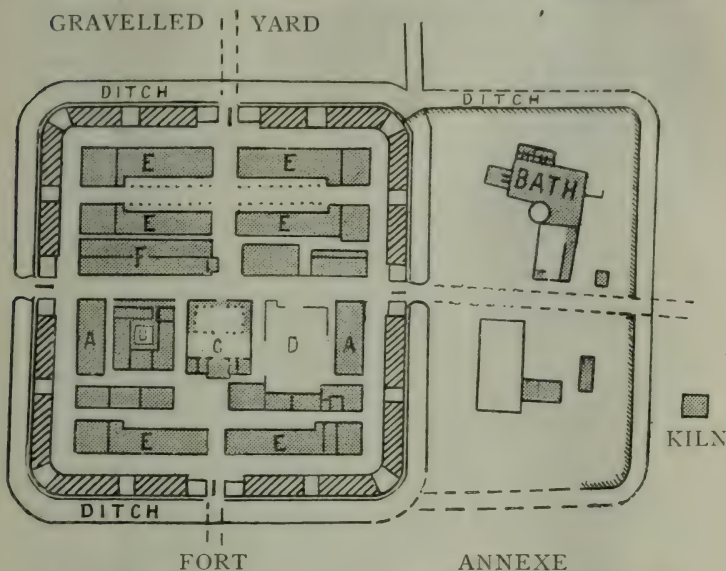 GRAVELLED YARD
DITCH DITCH
E E
BATH
E E
F
A B C D A
KILN
E E
DITCH
FORT ANNEXE